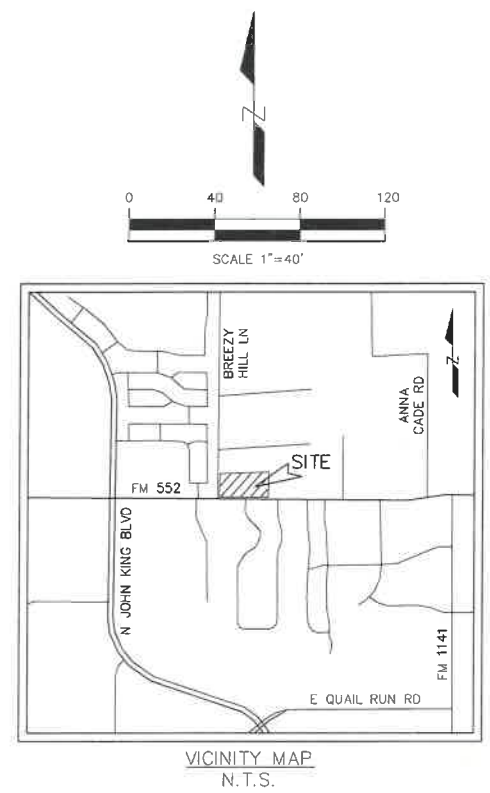 N
0 40 80 120
SCALE 1"=40'
BREEZY
HILL LN
N
ANNA
CADE RD
SITE
FM 552
N JOHN KING BLVD
FM 1141
E QUAIL RUN RD
VICINITY MAP
N.T.S.